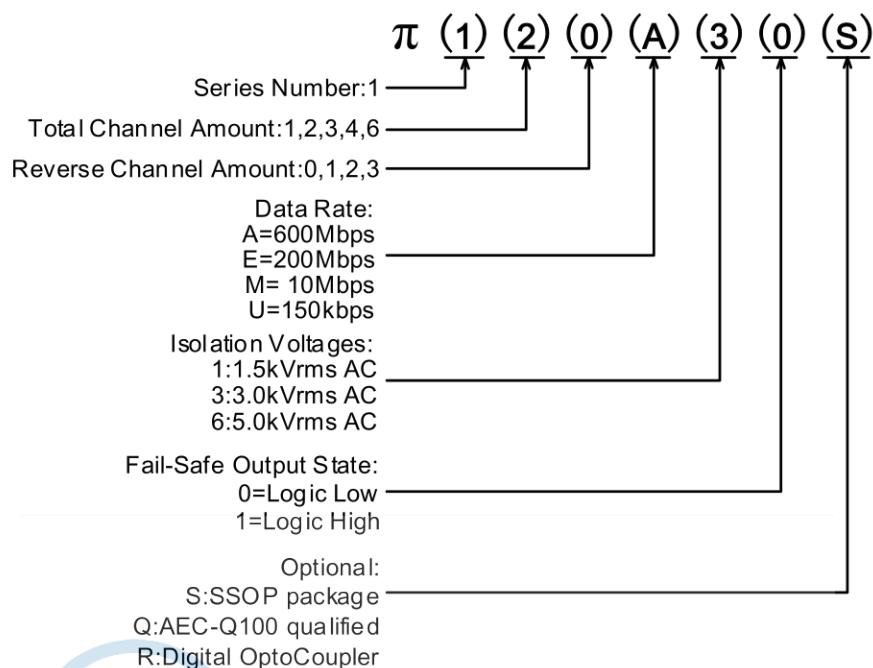 π (1) (2) (0) (A) (3) (0) (S)
Series Number:1
Total Channel Amount:1,2,3,4,6
Reverse Channel Amount:0,1,2,3
Data Rate:
A=600Mbps
E=200Mbps
M= 10Mbps
U=150kbps
Isolation Voltages:
1:1.5kVrms AC
3:3.0kVrms AC
6:5.0kVrms AC
Fail-Safe Output State:
0=Logic Low
1=Logic High
Optional:
S:SSOP package
Q:AEC-Q100 qualified
R:Digital OptoCoupler